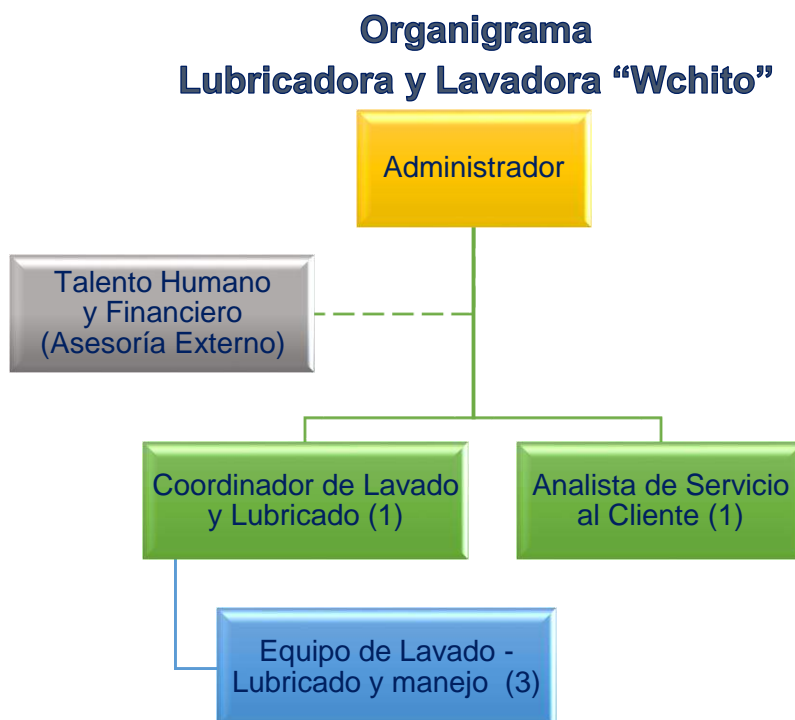 Organigrama
Lubricadora y Lavadora “Wchito”
Administrador
Talento Humano
y Financiero
(Asesoría Externo)
Coordinador de Lavado
y Lubricado (1)
Analista de Servicio
al Cliente (1)
Equipo de Lavado -
Lubricado y manejo (3)